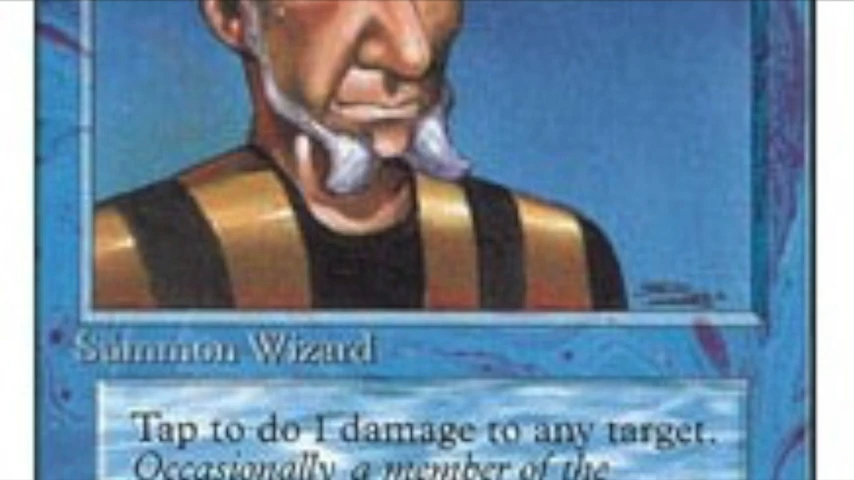 Summon Wizard
Tap to do 1 damage to any target.
Occasionally a member of the